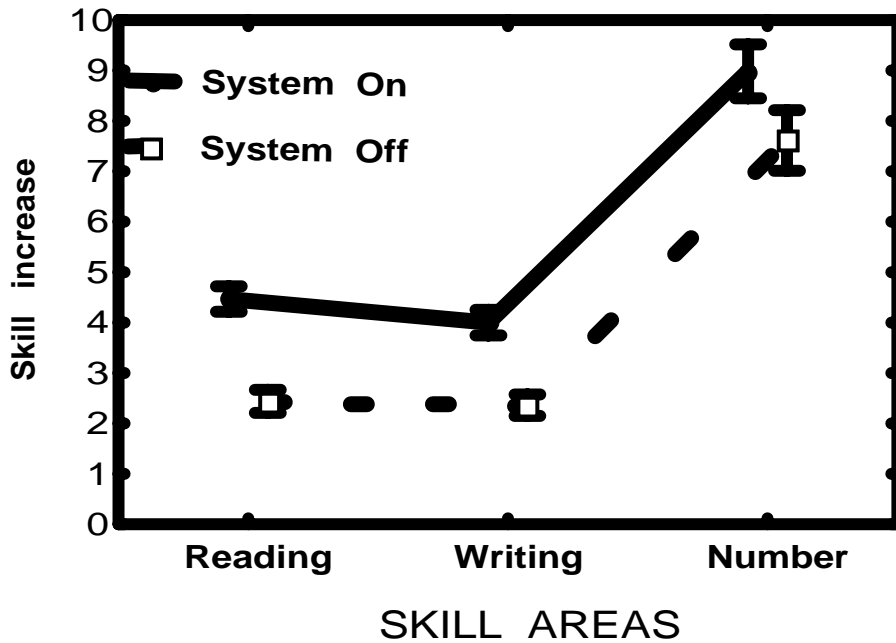 10
9
8
7
6
5
4
3
2
1
0
Skill increase
System On
System Off
Reading Writing Number
SKILL AREAS